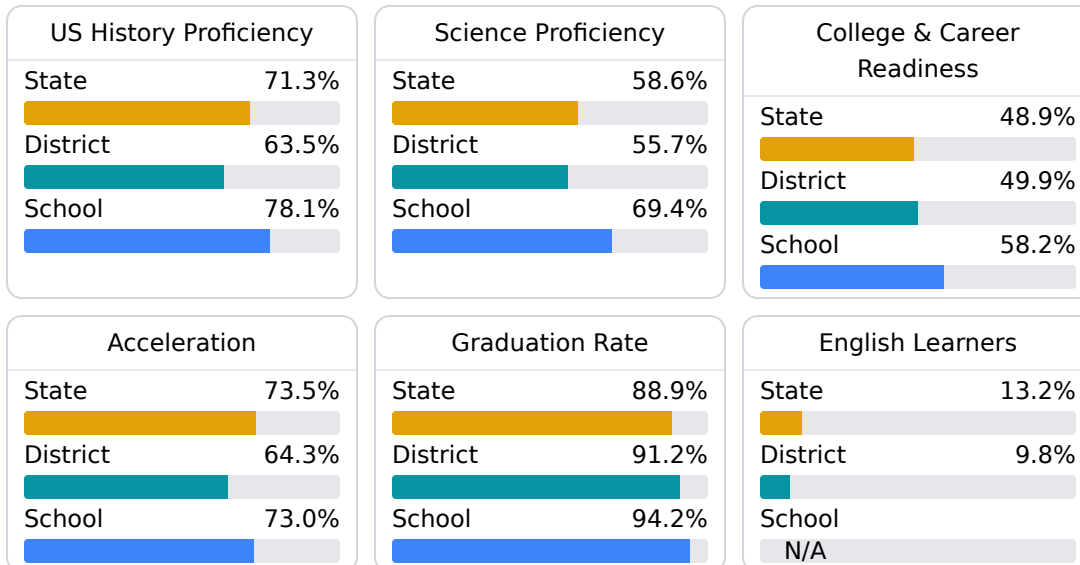 US History Proficiency
State 71.3%
District 63.5%
School 78.1%
Science Proficiency
State 58.6%
District 55.7%
School 69.4%
College & Career
Readiness
State 48.9%
District 49.9%
School 58.2%
Acceleration
State 73.5%
District 64.3%
School 73.0%
Graduation Rate
State 88.9%
District 91.2%
School 94.2%
English Learners
State 13.2%
District 9.8%
School
N/A